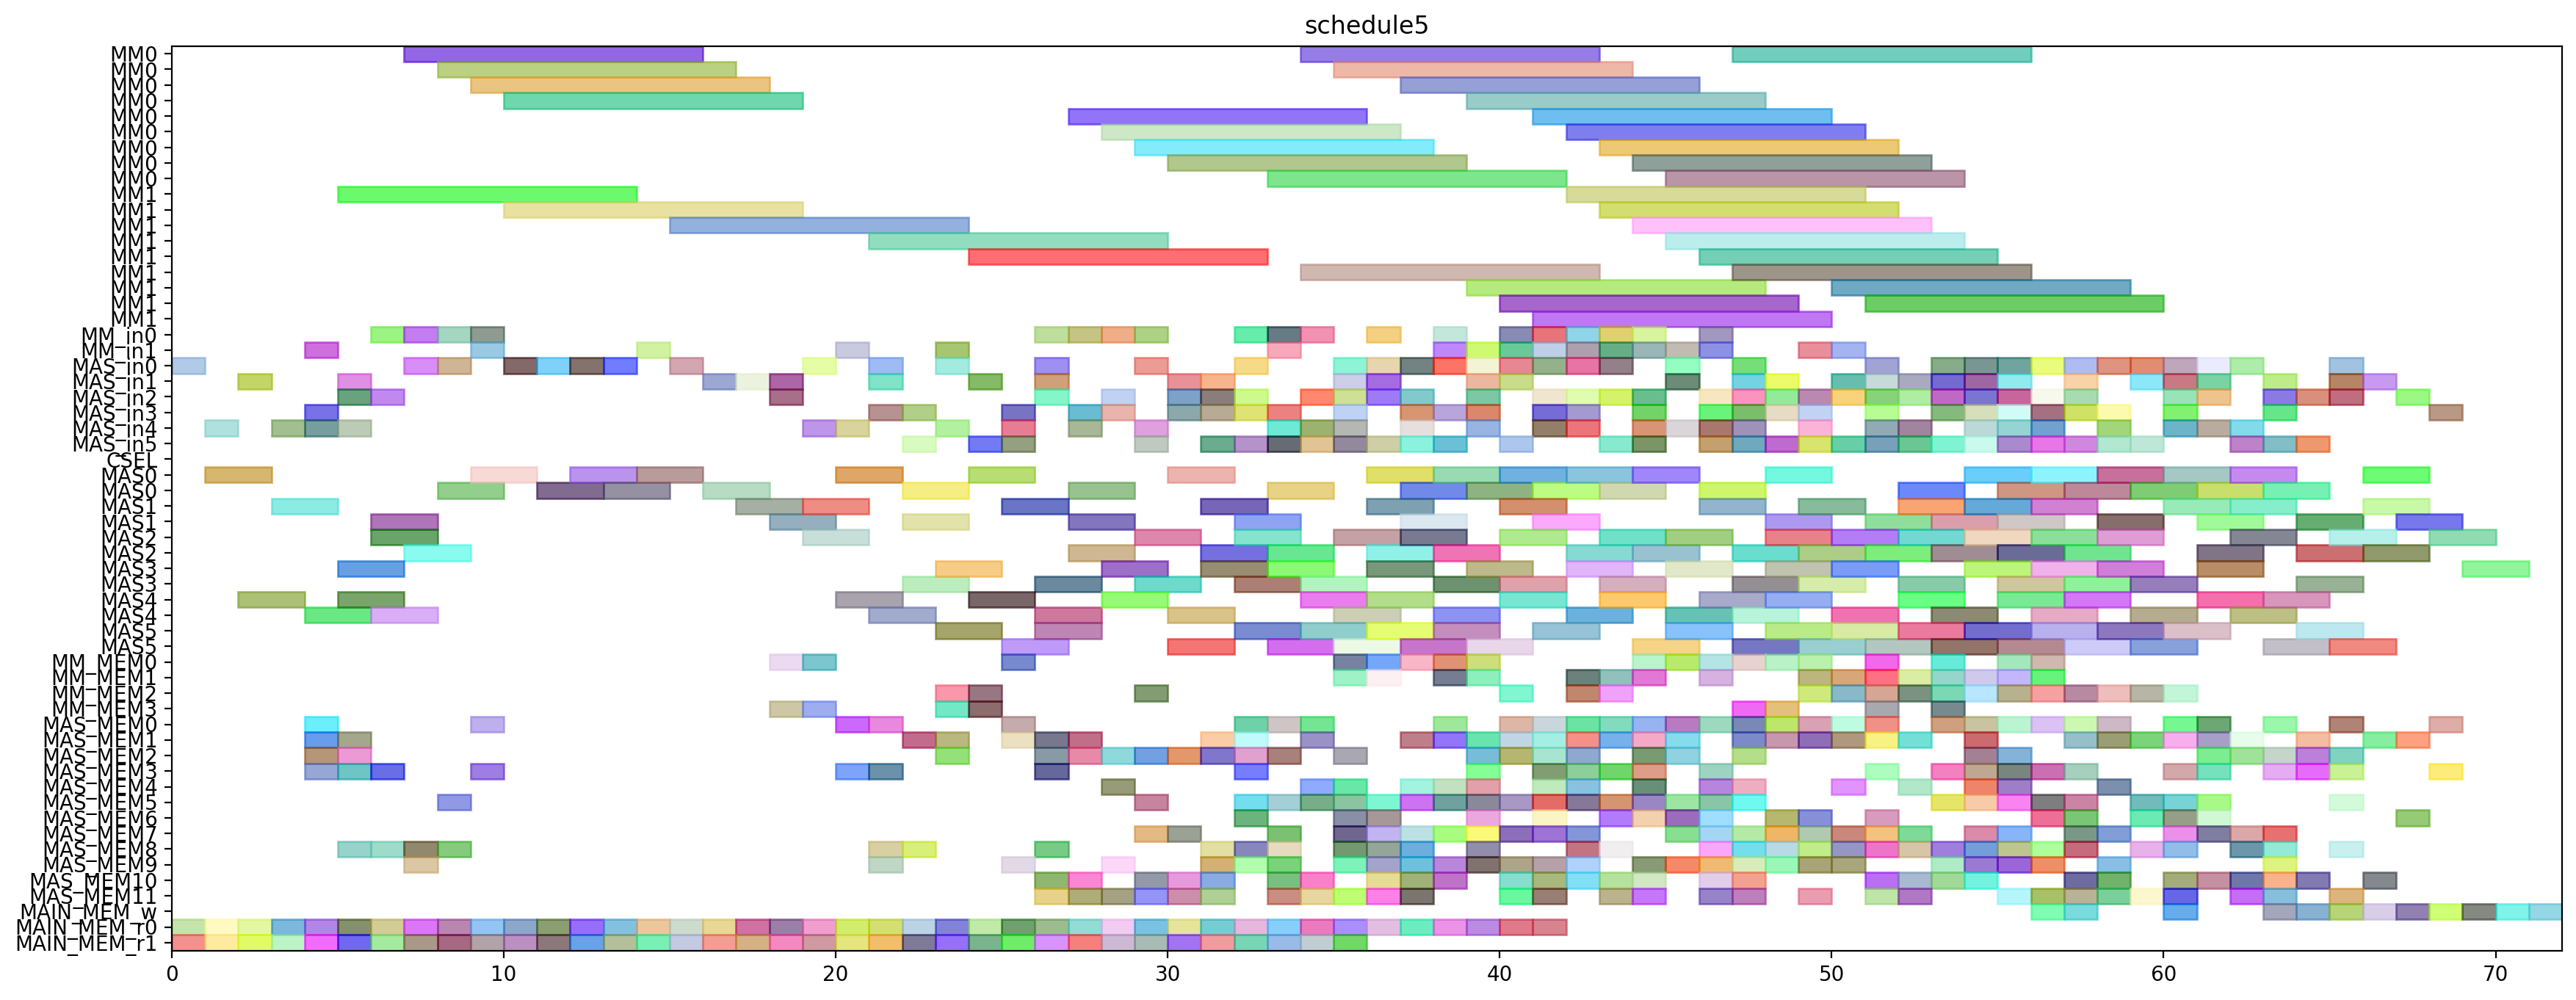 schedule5
MM0
MM0
MM0
MM0
MM0
MM0
MM0
MM0
MM0
MM1
MM1
MM1
MM1
MM1
MM1
MM1
MM1
MM1
MM_in0
MM_in1
MAS_in0
MAS_in1
MAS_in2
MAS_in3
MAS_in4
MAS_in5
CSEL
MAS0
MAS0
MAS1
MAS1
MAS2
MAS2
MAS3
MAS3
MAS4
MAS4
MAS5
MAS5
MM_MEM0
MM_MEM1
MM_MEM2
MM_MEM3
MAS_MEM0
MAS_MEM1
MAS_MEM2
MAS_MEM3
MAS_MEM4
MAS_MEM5
MAS_MEM6
MAS_MEM7
MAS_MEM8
MAS_MEM9
MAS_MEM10
MAS_MEM11
MAIN_MEM_w
MAIN_MEM_r0
MAIN_MEM_r1
0 10 20 30 40 50 60 70